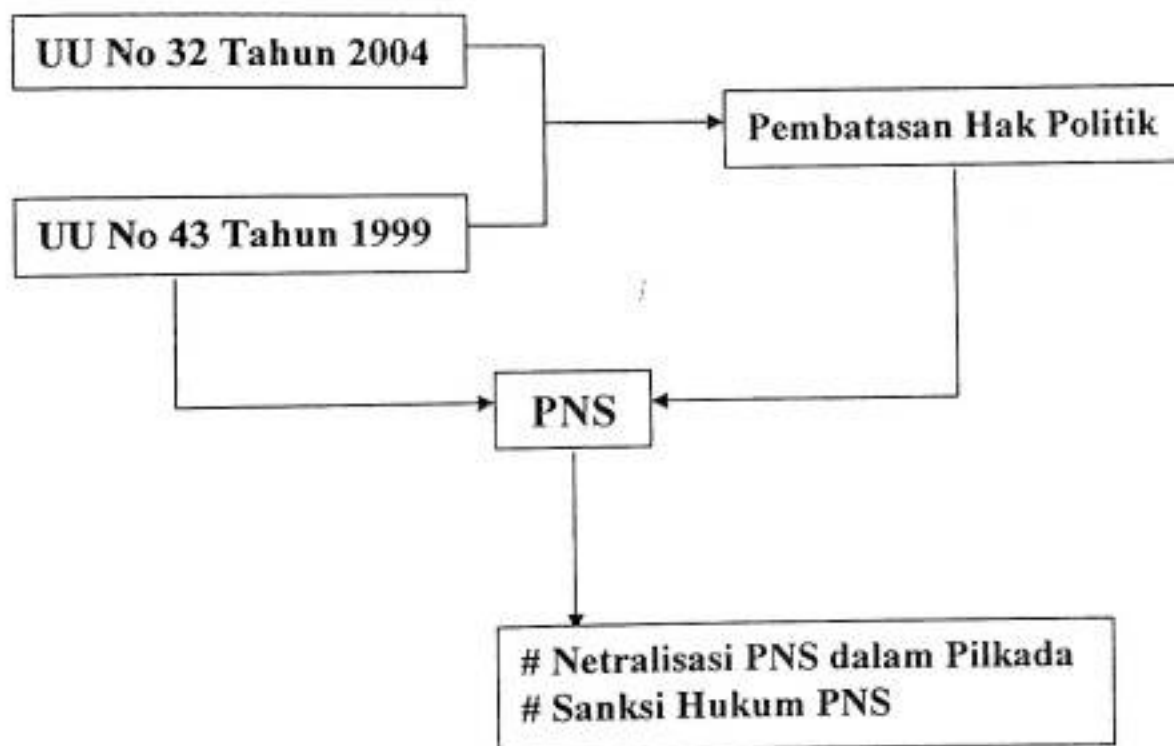 UU No 32 Tahun 2004
Pembatasan Hak Politik
UU No 43 Tahun 1999
PNS
# Netralisasi PNS dalam Pilkada
# Sanksi Hukum PNS